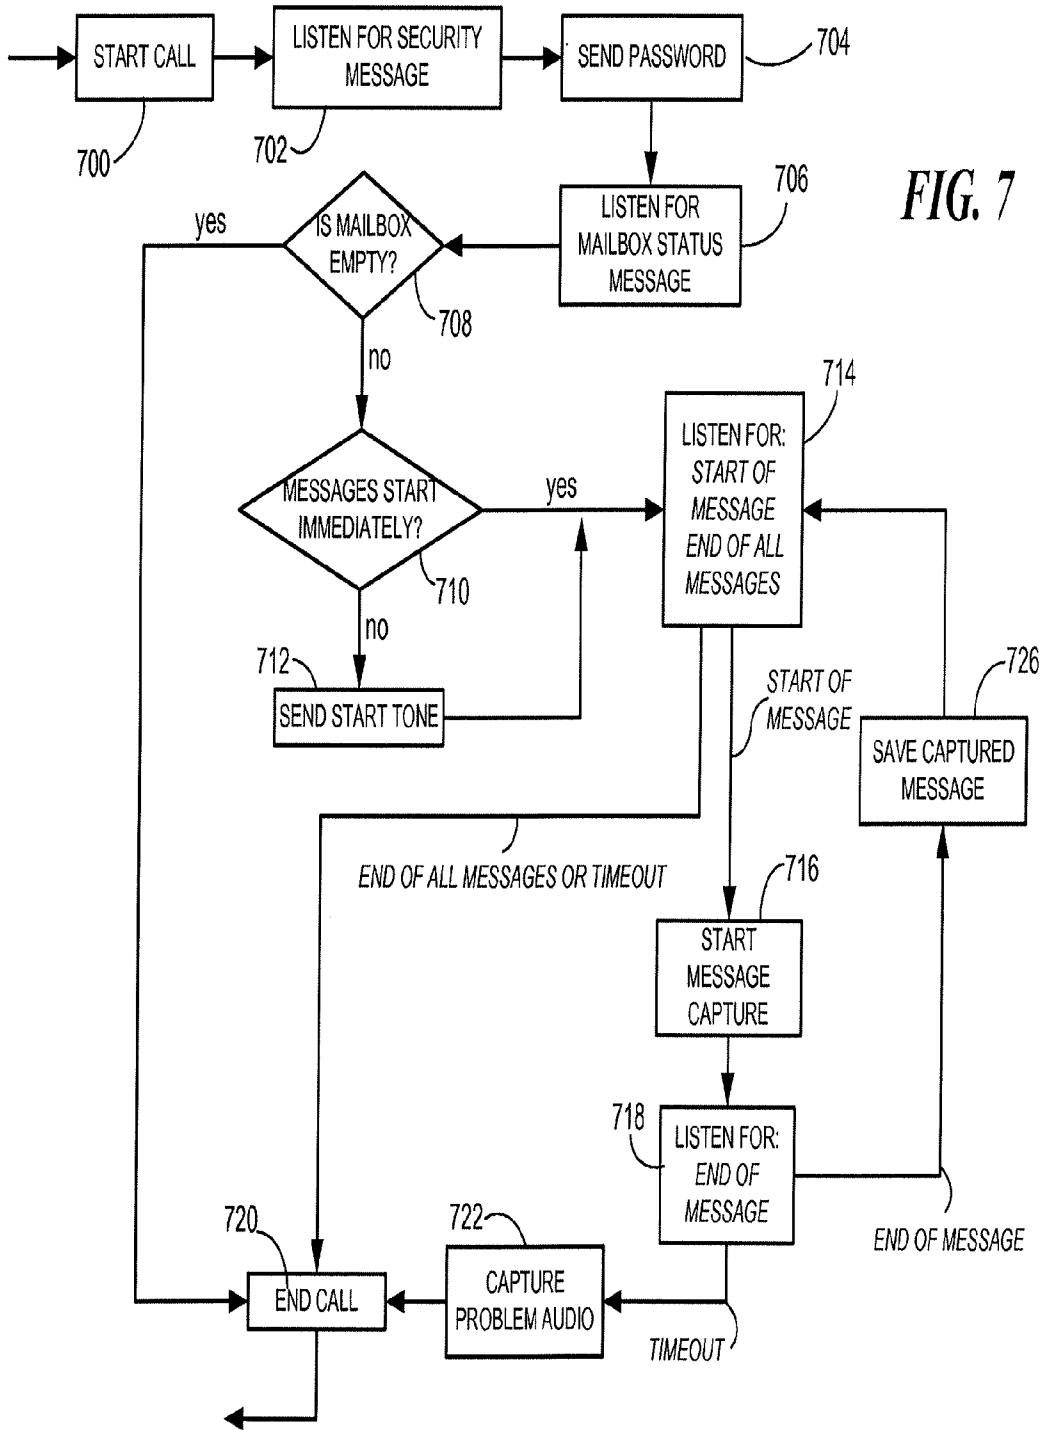 START CALL
LISTEN FOR SECURITY
MESSAGE
SEND PASSWORD
704
700
702
706
FIG. 7
LISTEN FOR
MAILBOX STATUS
MESSAGE
yes
IS MAILBOX
EMPTY?
708
no
714
LISTEN FOR:
START OF
MESSAGE
END OF ALL
MESSAGES
MESSAGES START
IMMEDIATELY?
yes
710
no
712
SEND START TONE
START OF
MESSAGE
726
SAVE CAPTURED
MESSAGE
END OF ALL MESSAGES OR TIMEOUT
716
START
MESSAGE
CAPTURE
718
LISTEN FOR:
END OF
MESSAGE
END OF MESSAGE
720
END CALL
722
CAPTURE
PROBLEM AUDIO
TIMEOUT